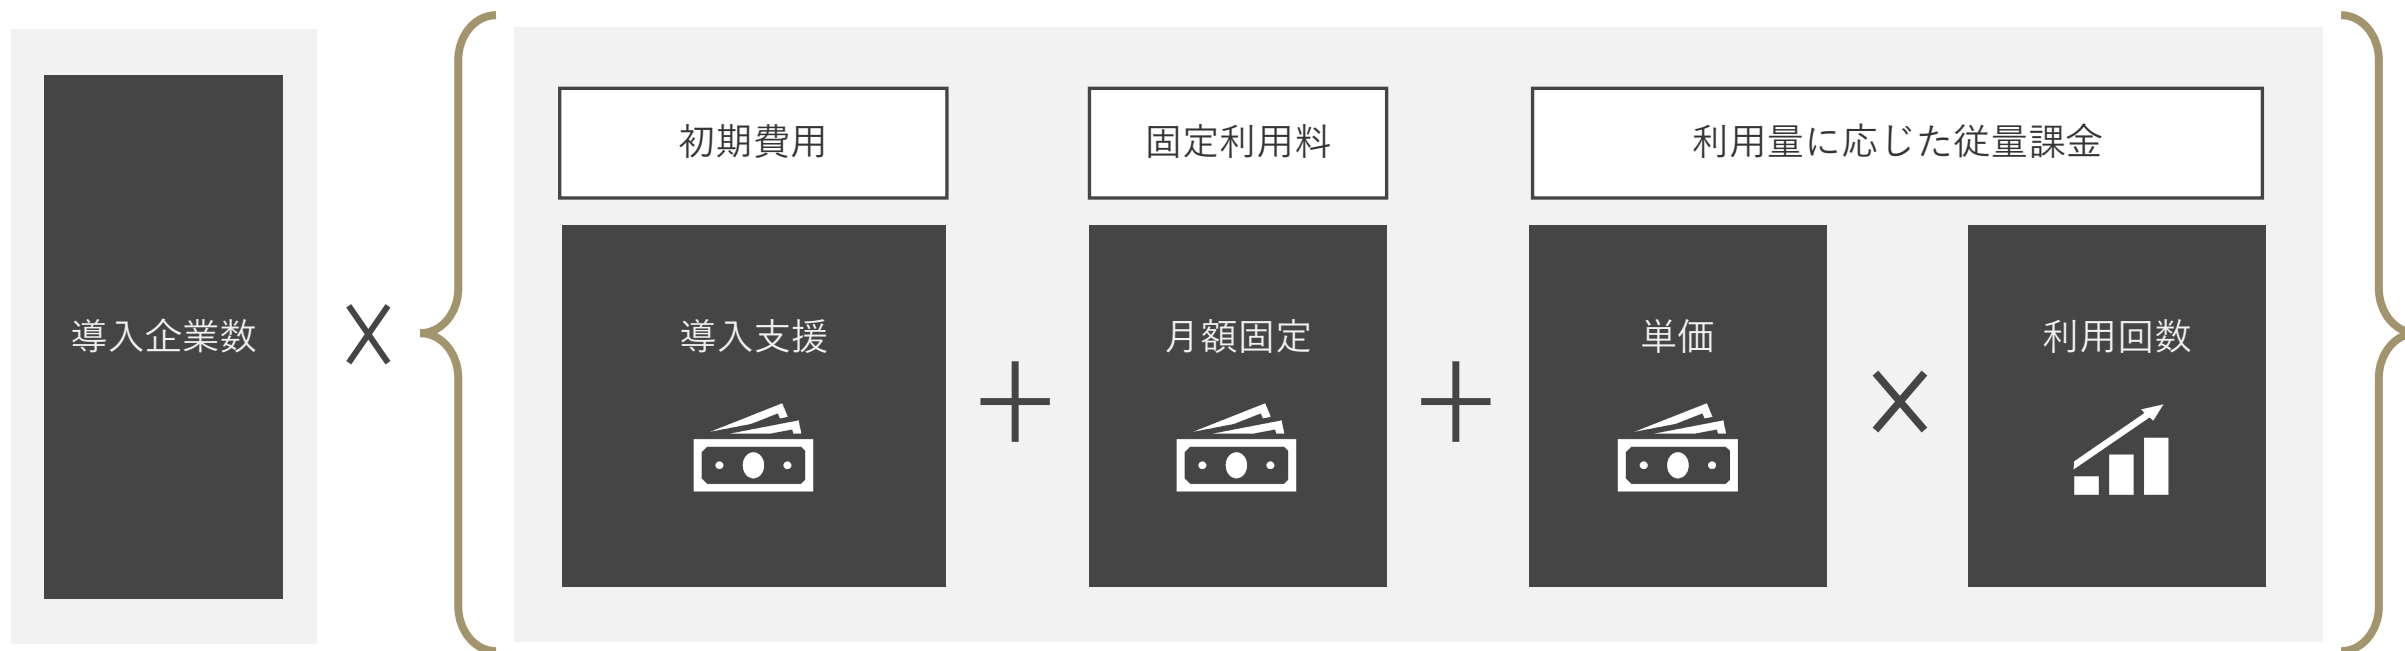 導入企業数
×
初期費用
導入支援
+
固定利用料
月額固定
+
利用量に応じた従量課金
単価
×
利用回数